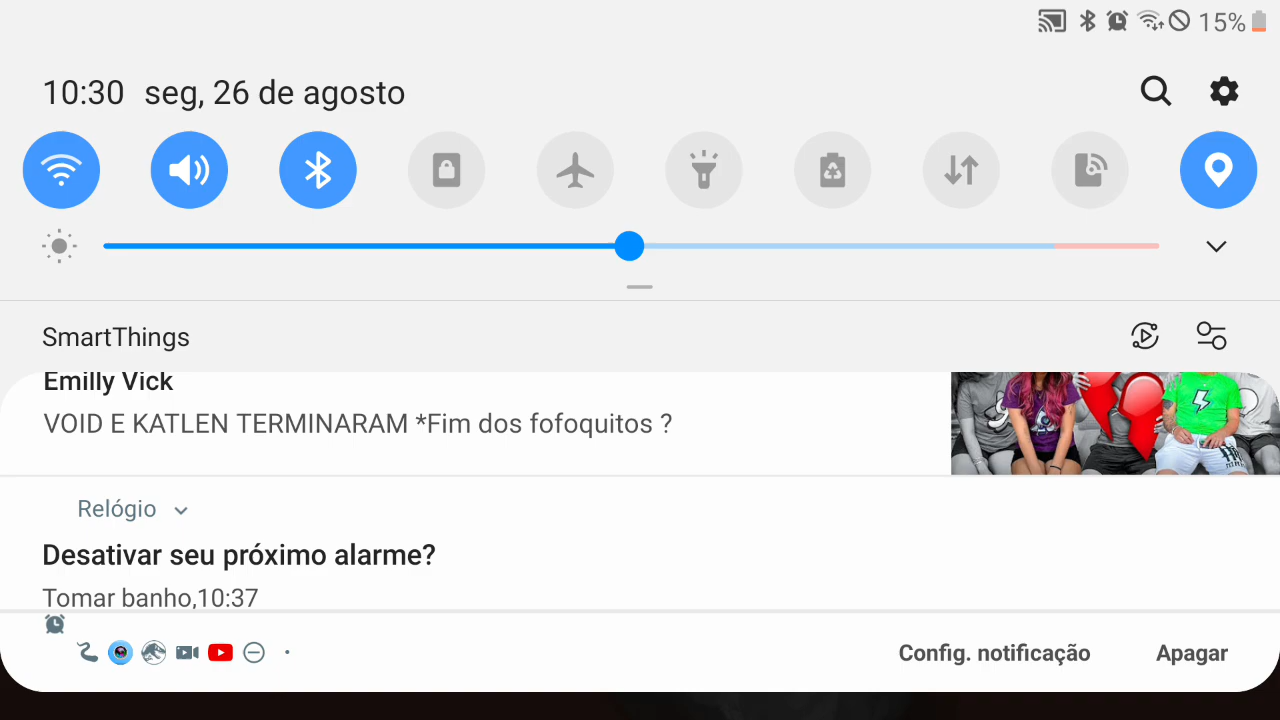 15%
10:30 seg, 26 de agosto
SmartThings
Emilly Vick
VOID E KATLEN TERMINARAM *Fim dos fofoquitos ?
Relógio
Desativar seu próximo alarme?
Tomar banho,10:37
Config. notificação Apagar